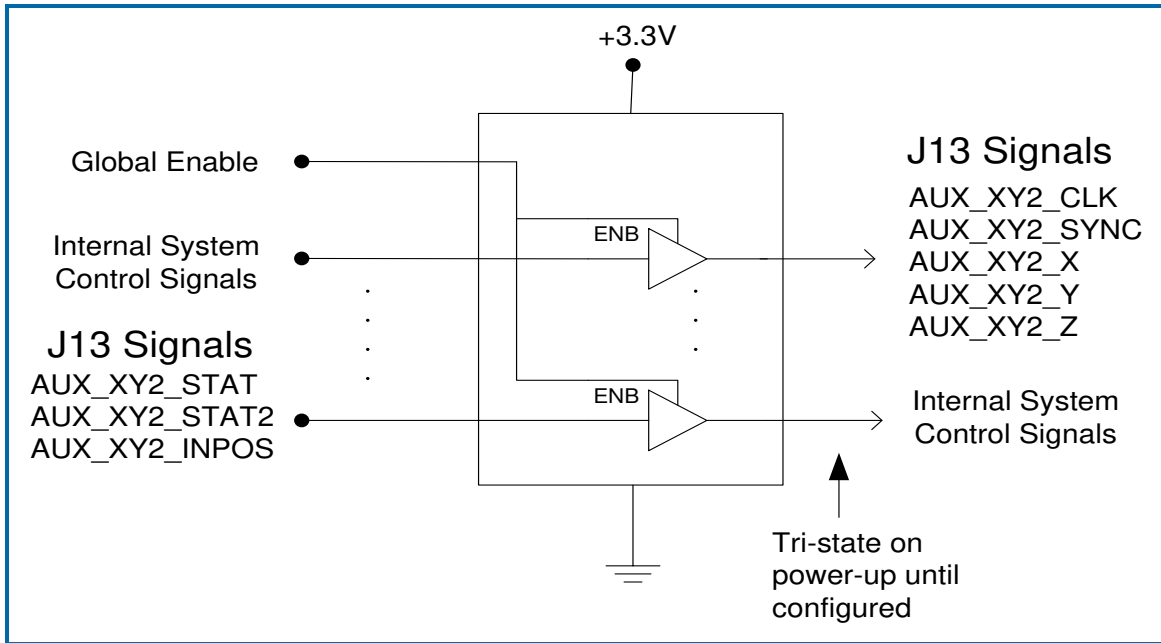 +3.3V
Global Enable
Internal System
Control Signals
J13 Signals
AUX_XY2_STAT
AUX_XY2_STAT2
AUX_XY2_INPOS
ENB
ENB
J13 Signals
AUX_XY2_CLK
AUX_XY2_SYNC
AUX_XY2_X
AUX_XY2_Y
AUX_XY2_Z
Internal System
Control Signals
Tri-state on
power-up until
configured